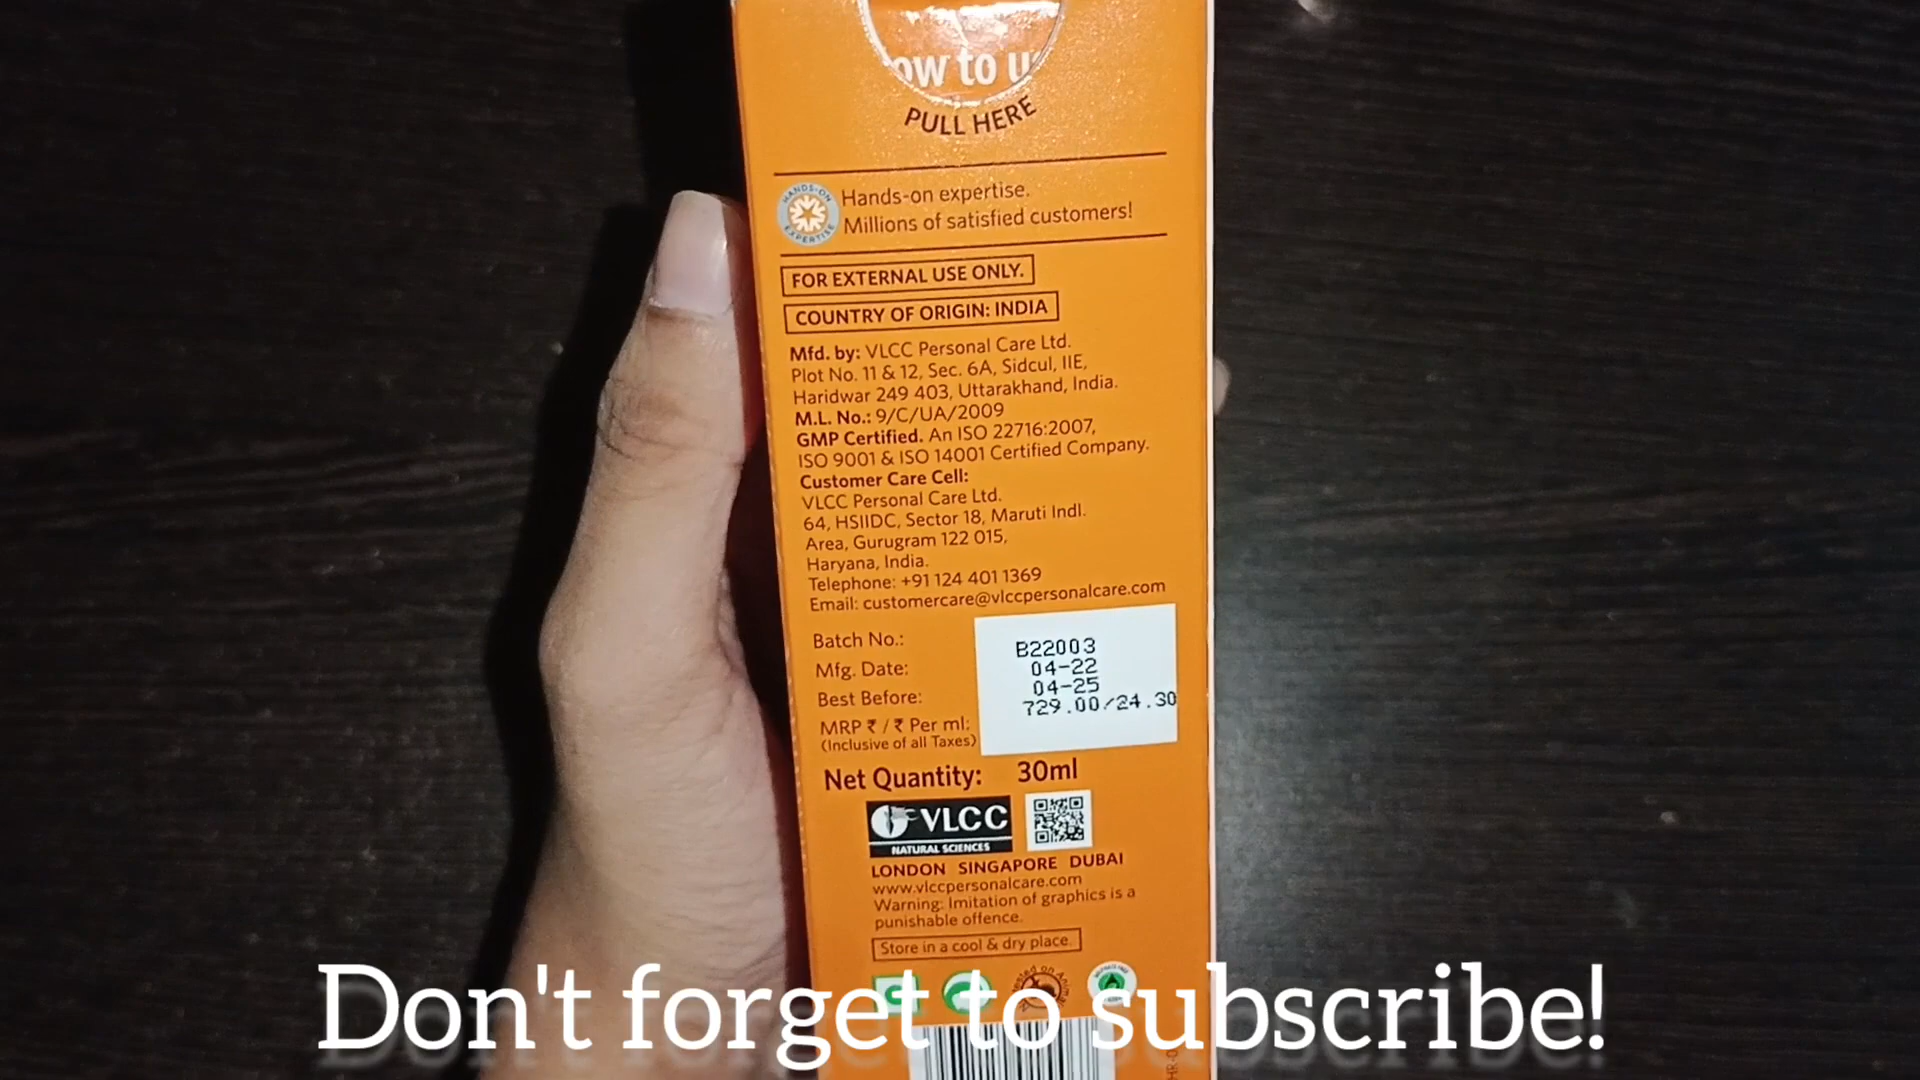 ow to u
PULL HERE
HANDS-ON
EXPERTISE
Hands-on expertise.
Millions of satisfied customers!
FOR EXTERNAL USE ONLY.
COUNTRY OF ORIGIN: INDIA
Mfd. by: VLCC Personal Care Ltd.
Plot No. 11 & 12, Sec. 6A, Sidcul, IIE,
Haridwar 249 403, Uttarakhand, India.
M.L. No.: 9/C/UA/2009
GMP Certified. An ISO 22716:2007,
ISO 9001 & ISO 14001 Certified Company.
Customer Care Cell:
VLCC Personal Care Ltd.
64, HSIIDC, Sector 18, Maruti Indl.
Area, Gurugram 122 015,
Haryana, India.
Telephone: +91 124 401 1369
Email: customercare@vlccpersonalcare.com
Batch No.: B22003
Mfg. Date: 04-22
Best Before: 04-25
MRP ₹ / ₹ Per ml: 729.00/24.30
(Inclusive of all Taxes)
Net Quantity: 30ml
VLCC
NATURAL SCIENCES
LONDON SINGAPORE DUBAI
www.vlccpersonalcare.com
Warning: Imitation of graphics is a
punishable offence.
Store in a cool & dry place.
Don't forget to subscribe!